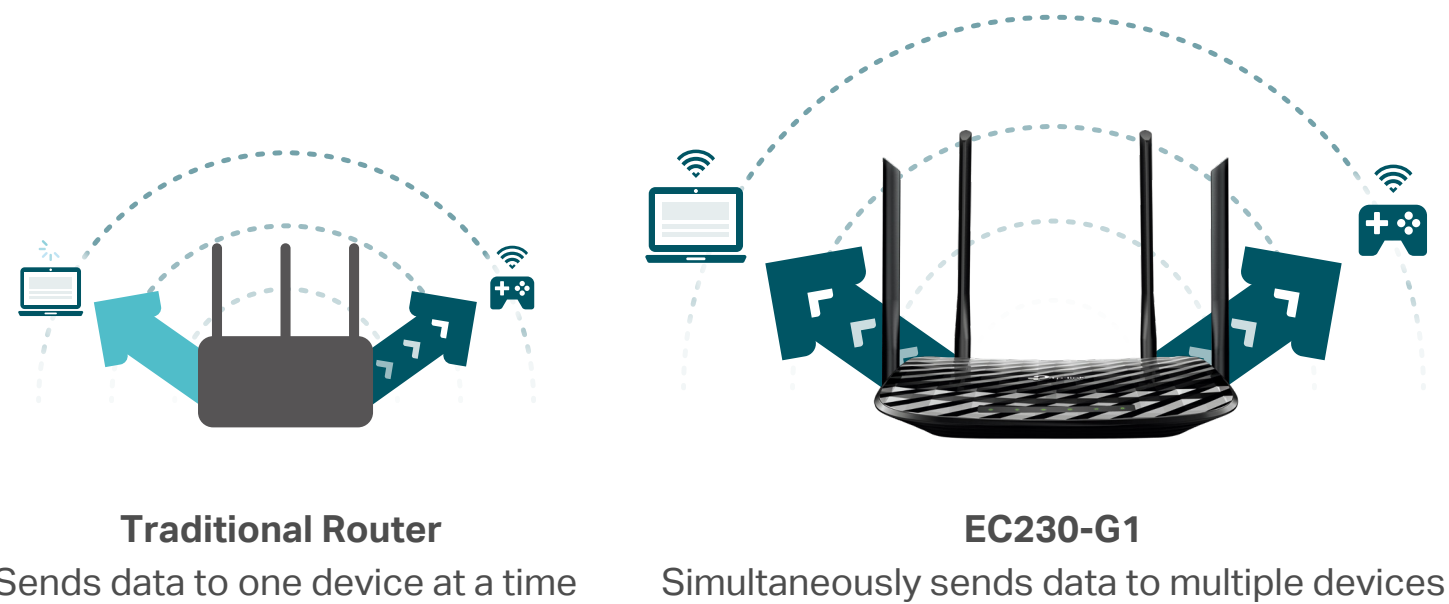 Traditional Router
Sends data to one device at a time
EC230-G1
Simultaneously sends data to multiple devices